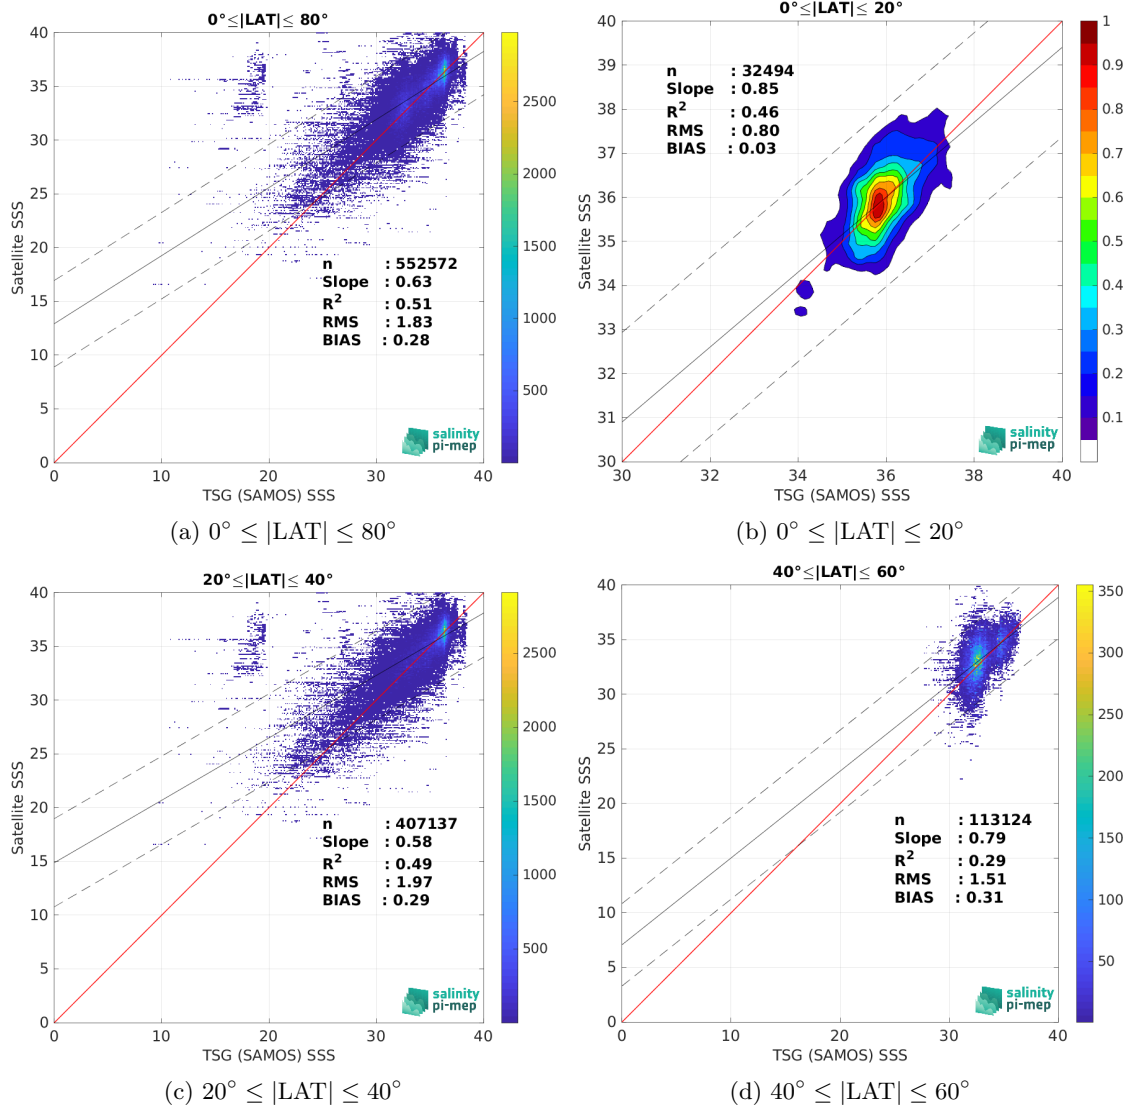 0°≤|LAT|≤ 80°
40
35
30
25
20
15
10
5
0
Satellite SSS
n : 552572
Slope : 0.63
R2 : 0.51
RMS : 1.83
BIAS : 0.28
salinity
pi-mep
0 10 20 30 40
TSG (SAMOS) SSS
2500
2000
1500
1000
500
(a) 0° ≤ |LAT| ≤ 80°
0°≤|LAT|≤ 20°
40
39
38
37
36
35
34
33
32
31
30
Satellite SSS
n : 32494
Slope : 0.85
R2 : 0.46
RMS : 0.80
BIAS : 0.03
salinity
pi-mep
30 32 34 36 38 40
TSG (SAMOS) SSS
1
0.9
0.8
0.7
0.6
0.5
0.4
0.3
0.2
0.1
(b) 0° ≤ |LAT| ≤ 20°
20°≤|LAT|≤ 40°
40
35
30
25
20
15
10
5
0
Satellite SSS
n : 407137
Slope : 0.58
R2 : 0.49
RMS : 1.97
BIAS : 0.29
salinity
pi-mep
0 10 20 30 40
TSG (SAMOS) SSS
2500
2000
1500
1000
500
(c) 20° ≤ |LAT| ≤ 40°
40°≤|LAT|≤ 60°
40
35
30
25
20
15
10
5
0
Satellite SSS
n : 113124
Slope : 0.79
R2 : 0.29
RMS : 1.51
BIAS : 0.31
salinity
pi-mep
0 10 20 30 40
TSG (SAMOS) SSS
350
300
250
200
150
100
50
(d) 40° ≤ |LAT| ≤ 60°